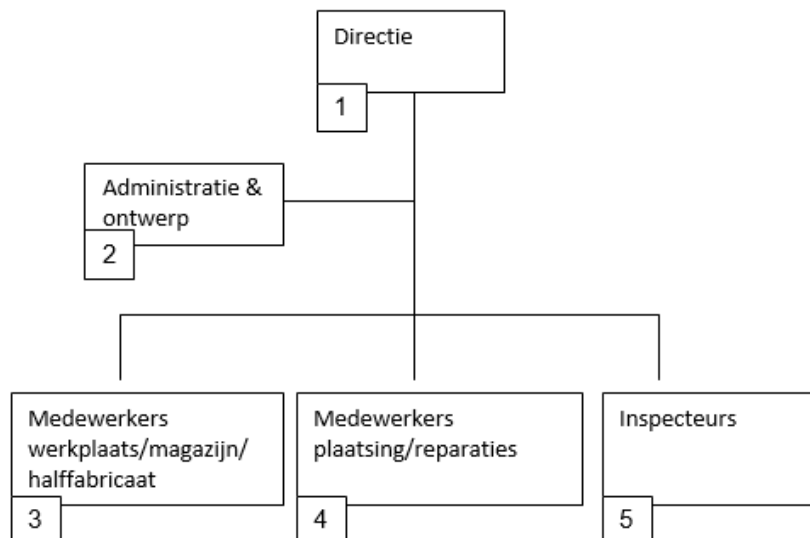 Directie
1
Administratie &
ontwerp
2
Medewerkers
werkplaats/magazijn/
halffabricaat
3
Medewerkers
plaatsing/reparaties
4
Inspecteurs
5